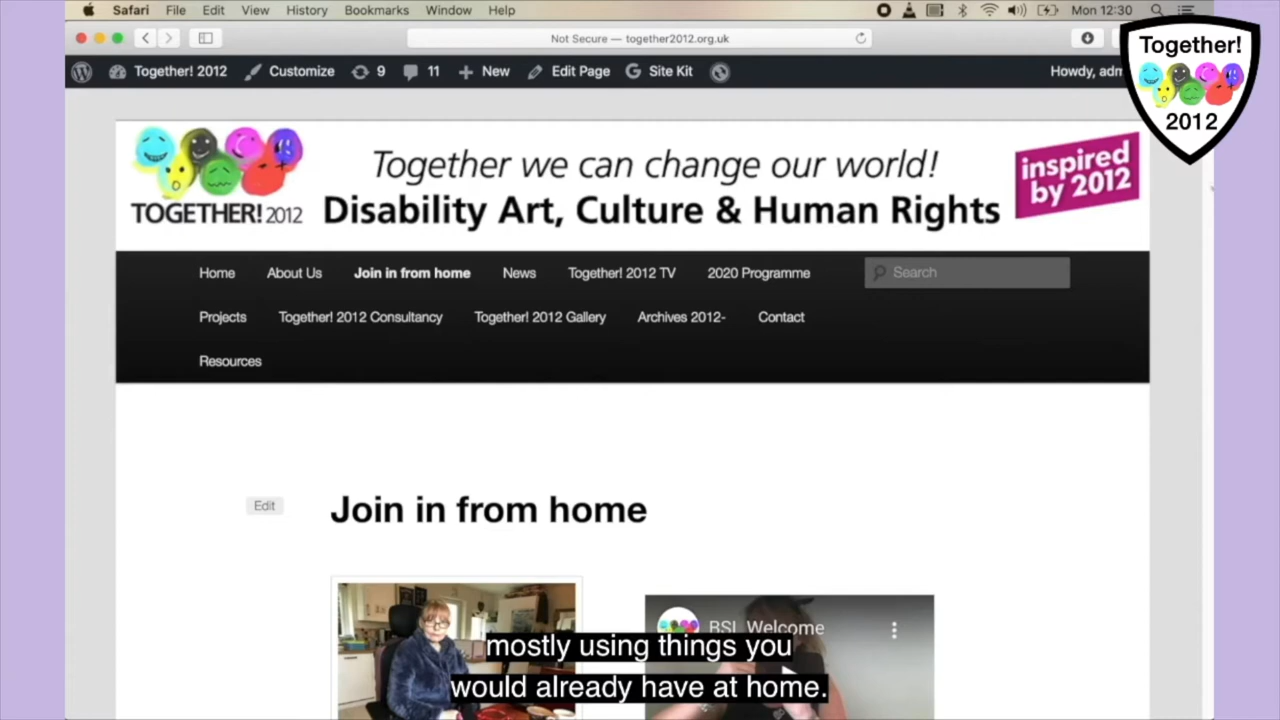 Safari File Edit View History Bookmarks Window Help Mon 12:30
Not Secure — together2012.org.uk
Together! 2012 Customize 9 11 New Edit Page Site Kit Howdy, adm
Together!
2012
TOGETHER! 2012
Together we can change our world!
Disability Art, Culture & Human Rights
inspired
by 2012
Home About Us Join in from home News Together! 2012 TV 2020 Programme Search
Projects Together! 2012 Consultancy Together! 2012 Gallery Archives 2012- Contact
Resources
Edit
Join in from home
BSL Welcome
mostly using things you
would already have at home.